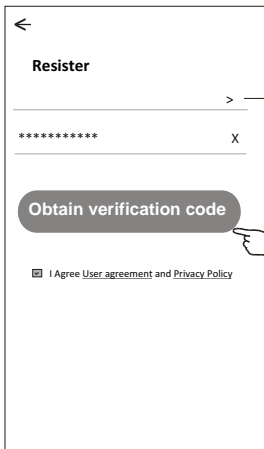 Resister
>
*********** X
Obtain verification code
I Agree User agreement and Privacy Policy